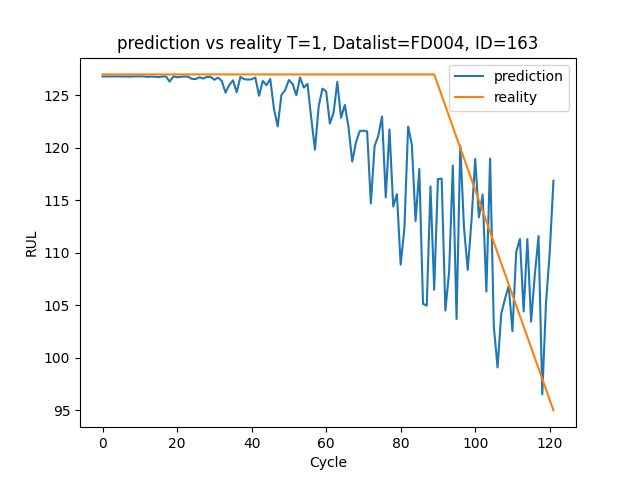 prediction vs reality T=1, Datalist=FD004, ID=163
prediction
reality
RUL
125
120
115
110
105
100
95
0 20 40 60 80 100 120
Cycle